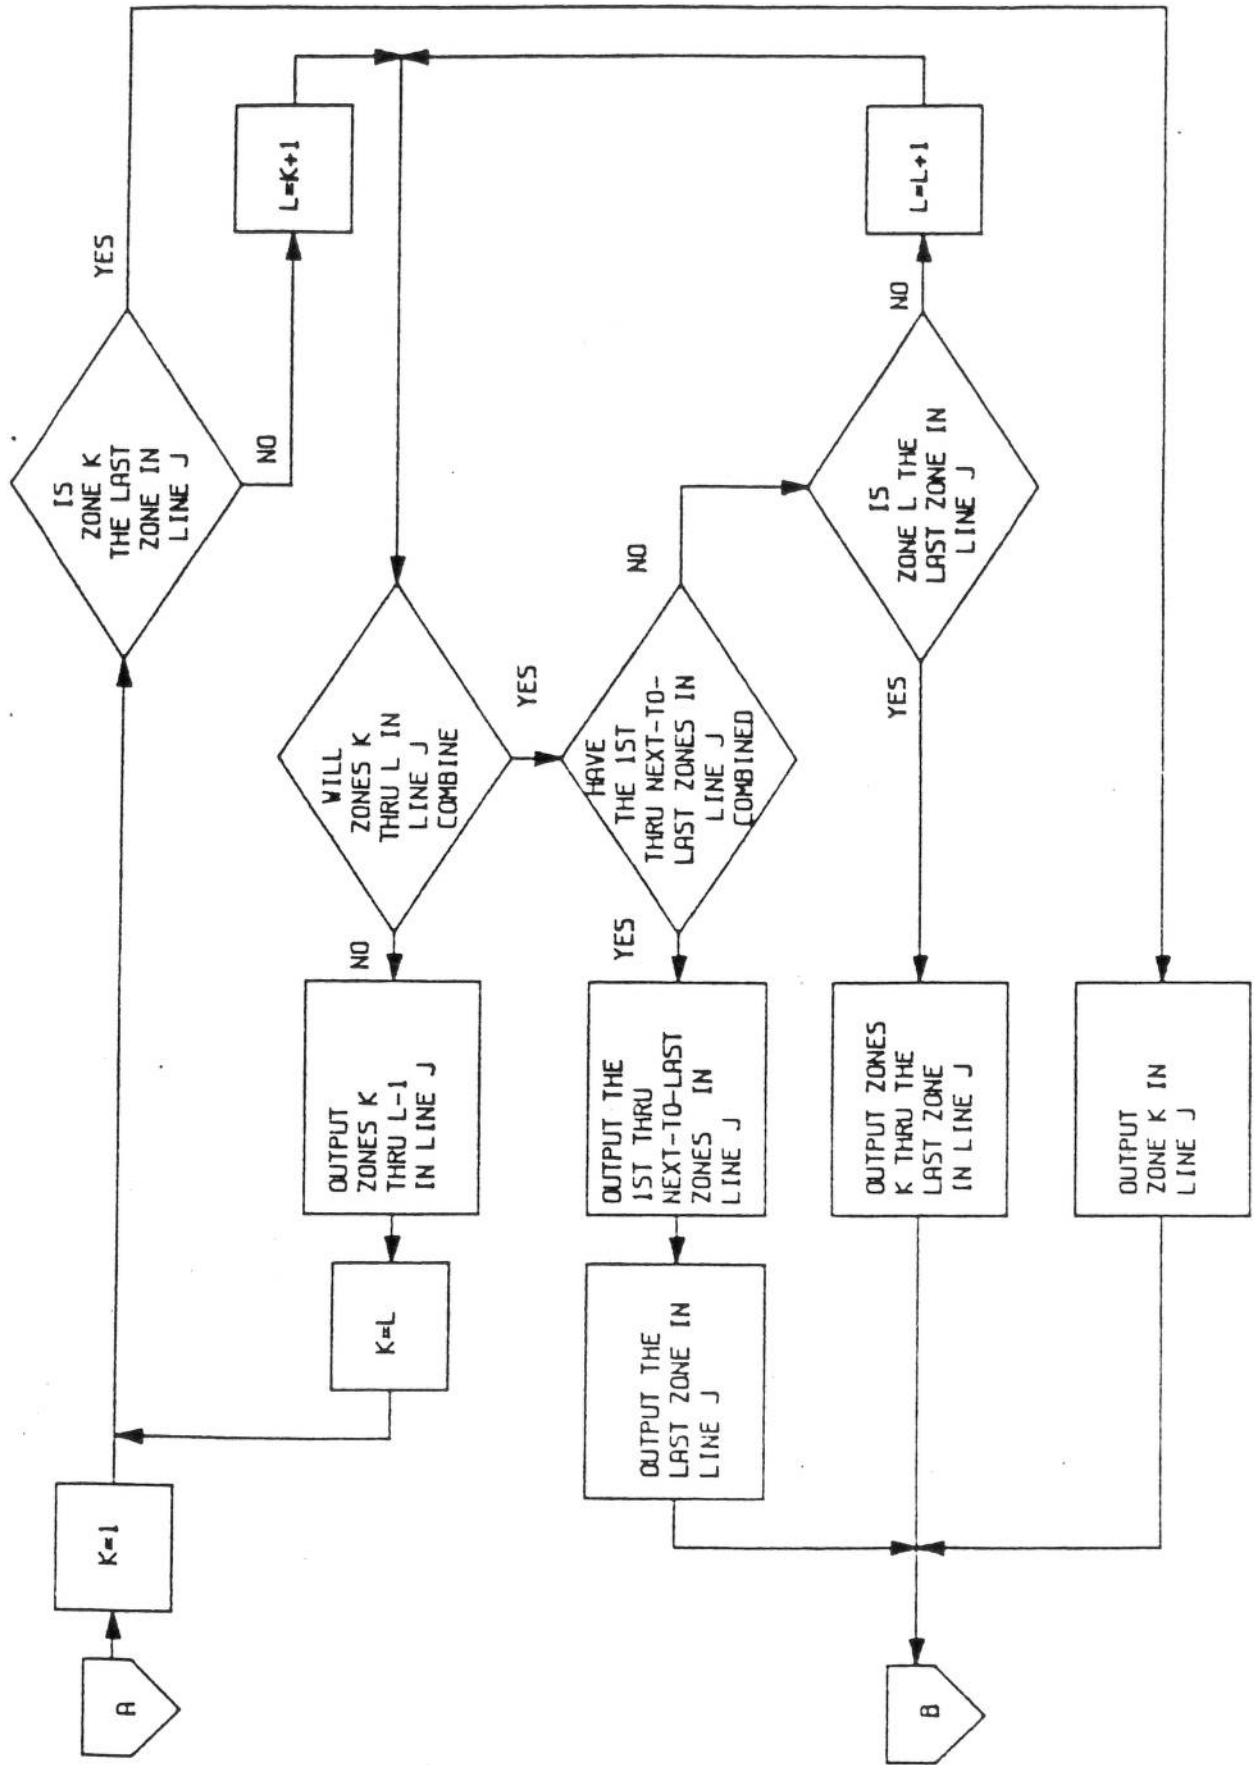 A
K=1
IS
ZONE K
THE LAST
ZONE IN
LINE J
YES
NO
L=K+1
WILL
ZONES K
THRU L IN
LINE J
COMBINE
NO
YES
OUTPUT
ZONES K
THRU L-1
IN LINE J
K=L
HAVE
THE 1ST
THRU NEXT-TO-
LAST ZONES IN
LINE J
COMBINED
YES
NO
OUTPUT THE
1ST THRU
NEXT-TO-LAST
ZONES IN
LINE J
OUTPUT THE
LAST ZONE IN
LINE J
IS
ZONE L THE
LAST ZONE IN
LINE J
YES
NO
L=L+1
OUTPUT ZONES
K THRU THE
LAST ZONE
IN LINE J
OUTPUT
ZONE K IN
LINE J
B